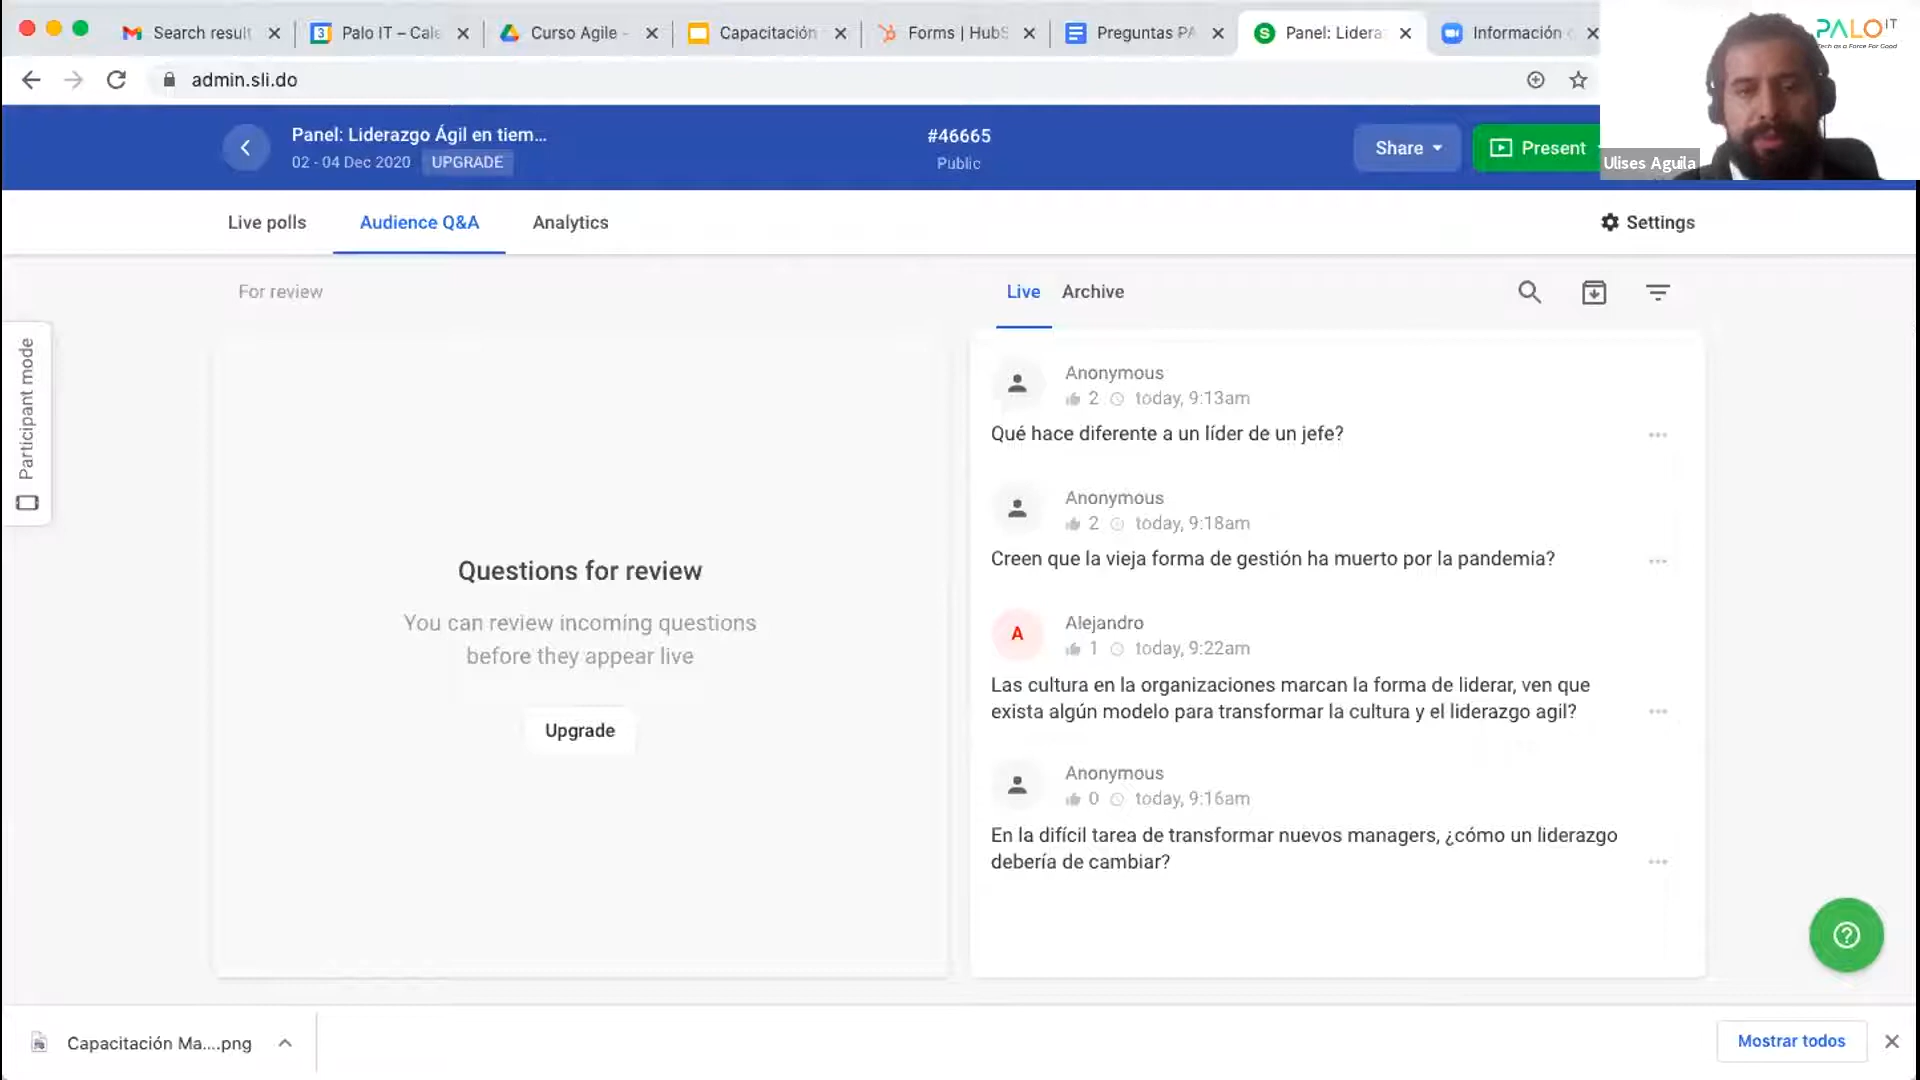 Search result
3
Palo IT – Cale
Curso Agile -
Capacitación
Forms | HubS
Preguntas PA
S
Panel: Lidera
Información
PALO IT
Tech as a Force For Good
admin.sli.do
Panel: Liderazgo Ágil en tiem...
02 - 04 Dec 2020
UPGRADE
#46665
Public
Share
Present
Ulises Aguila
Live polls
Audience Q&A
Analytics
Settings
For review
Live
Archive
Participant mode
Questions for review
You can review incoming questions
before they appear live
Upgrade
Anonymous
2 today, 9:13am
Qué hace diferente a un líder de un jefe?
Anonymous
2 today, 9:18am
Creen que la vieja forma de gestión ha muerto por la pandemia?
A
Alejandro
1 today, 9:22am
Las cultura en la organizaciones marcan la forma de liderar, ven que
exista algún modelo para transformar la cultura y el liderazgo agil?
Anonymous
0 today, 9:16am
En la difícil tarea de transformar nuevos managers, ¿cómo un liderazgo
debería de cambiar?
Capacitación Ma....png
Mostrar todos